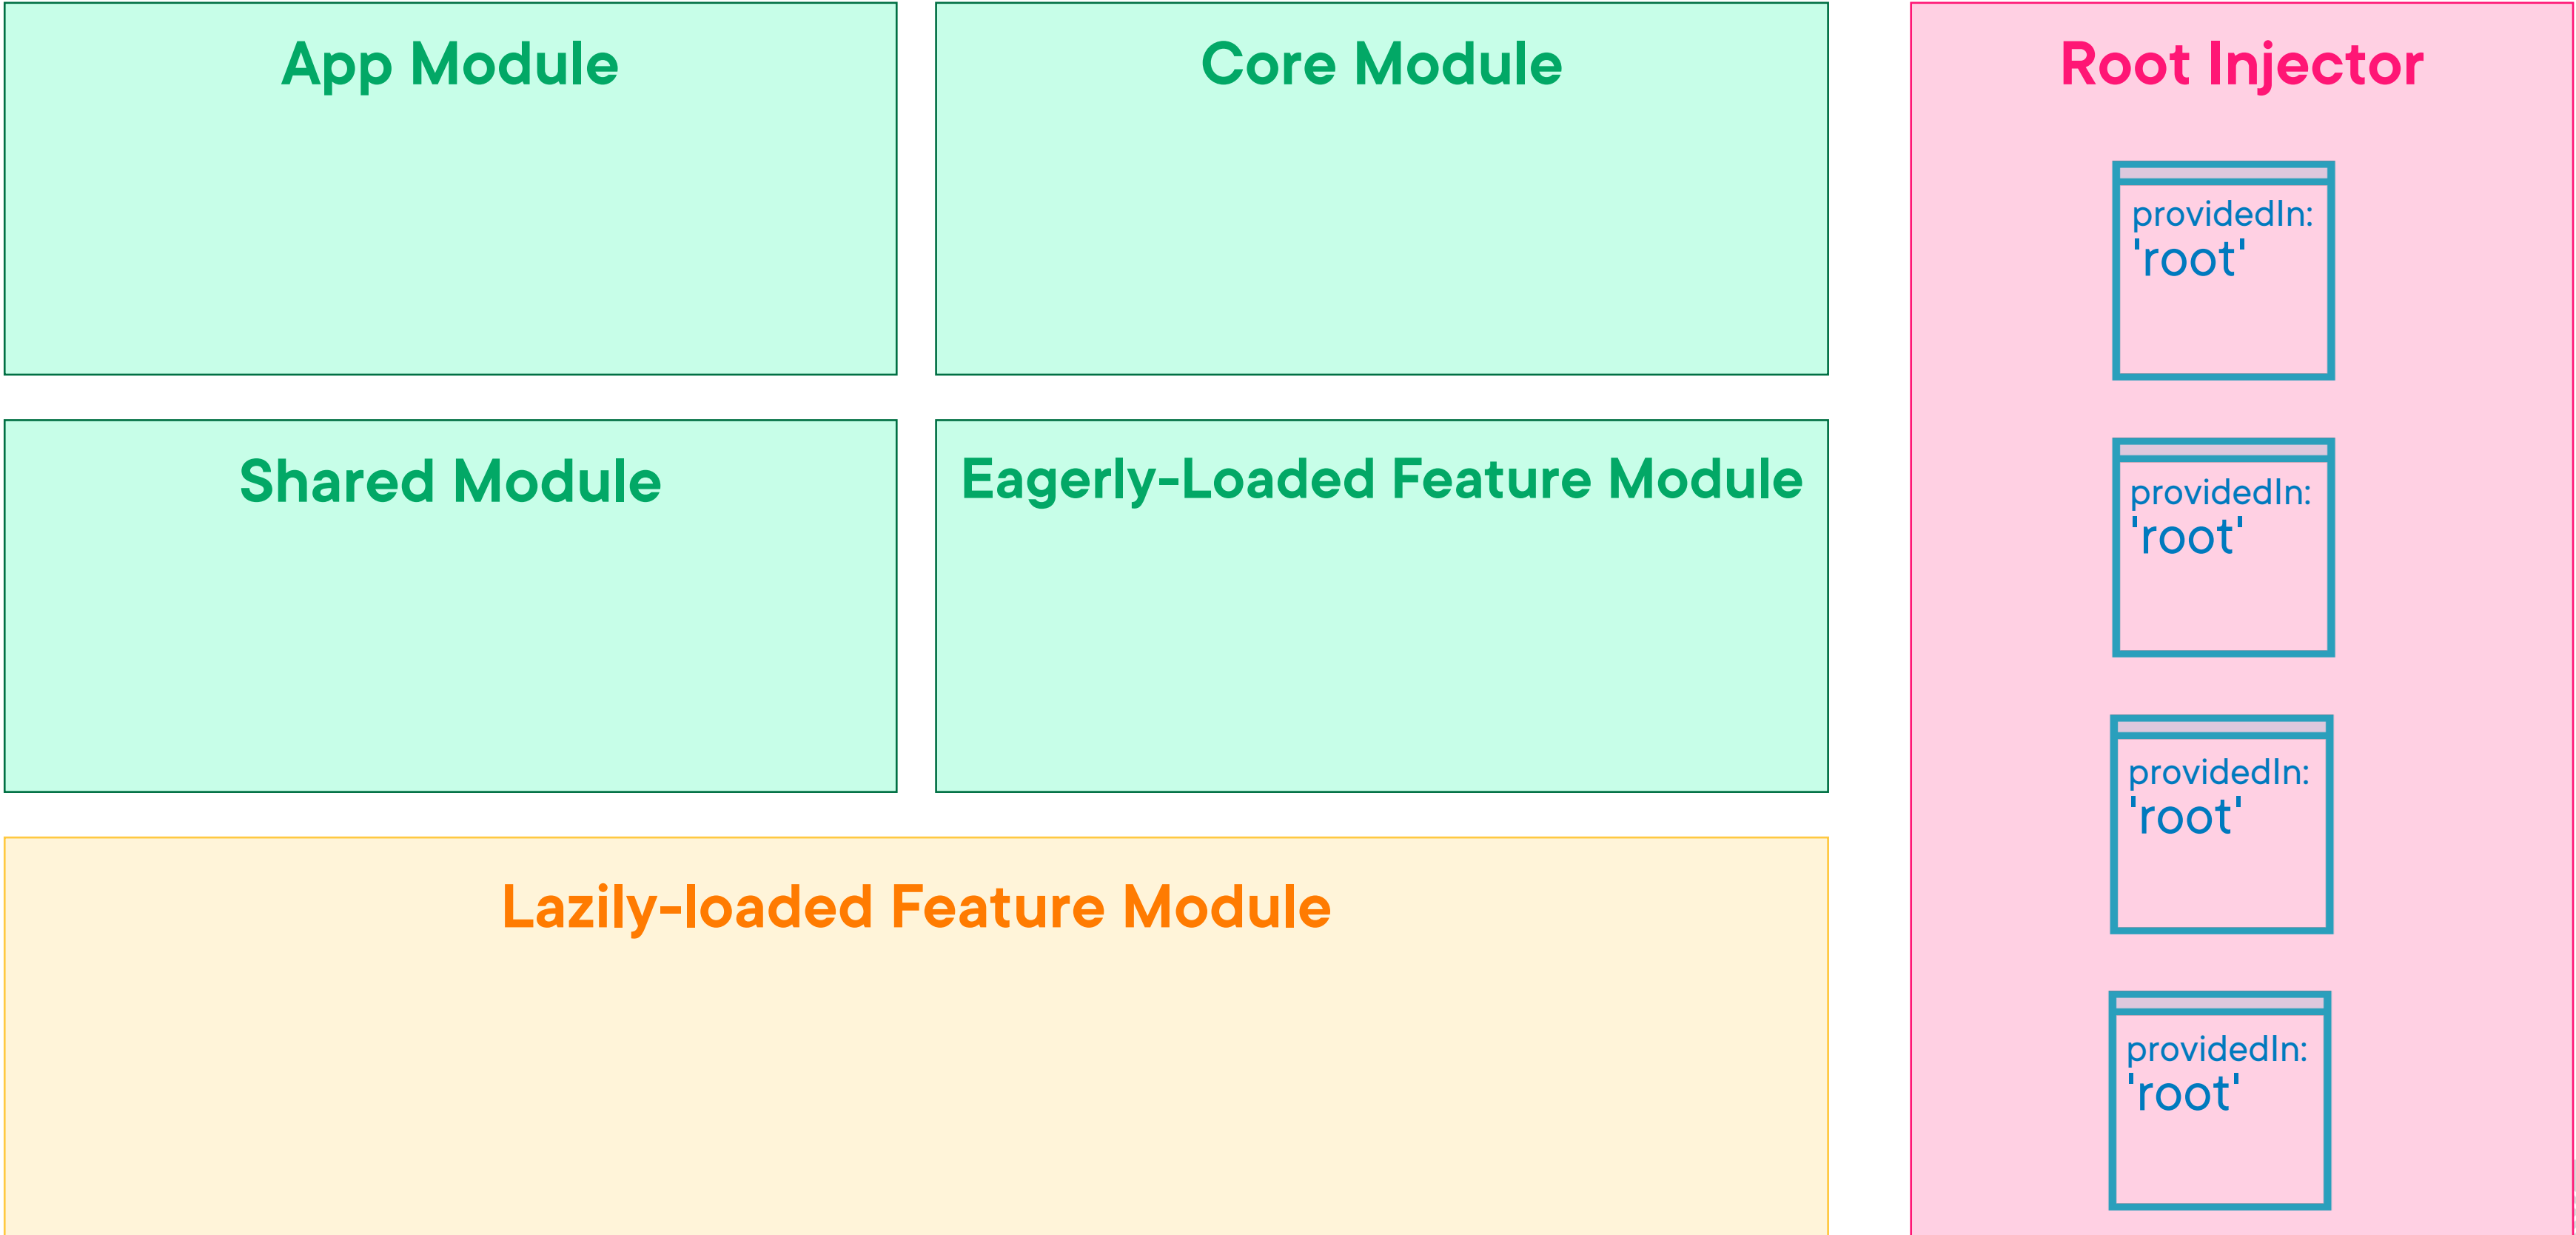 App Module
Core Module
Root Injector
providedIn:
'root'
Shared Module
Eagerly-Loaded Feature Module
providedIn:
'root'
providedIn:
'root'
Lazily-loaded Feature Module
providedIn:
'root'